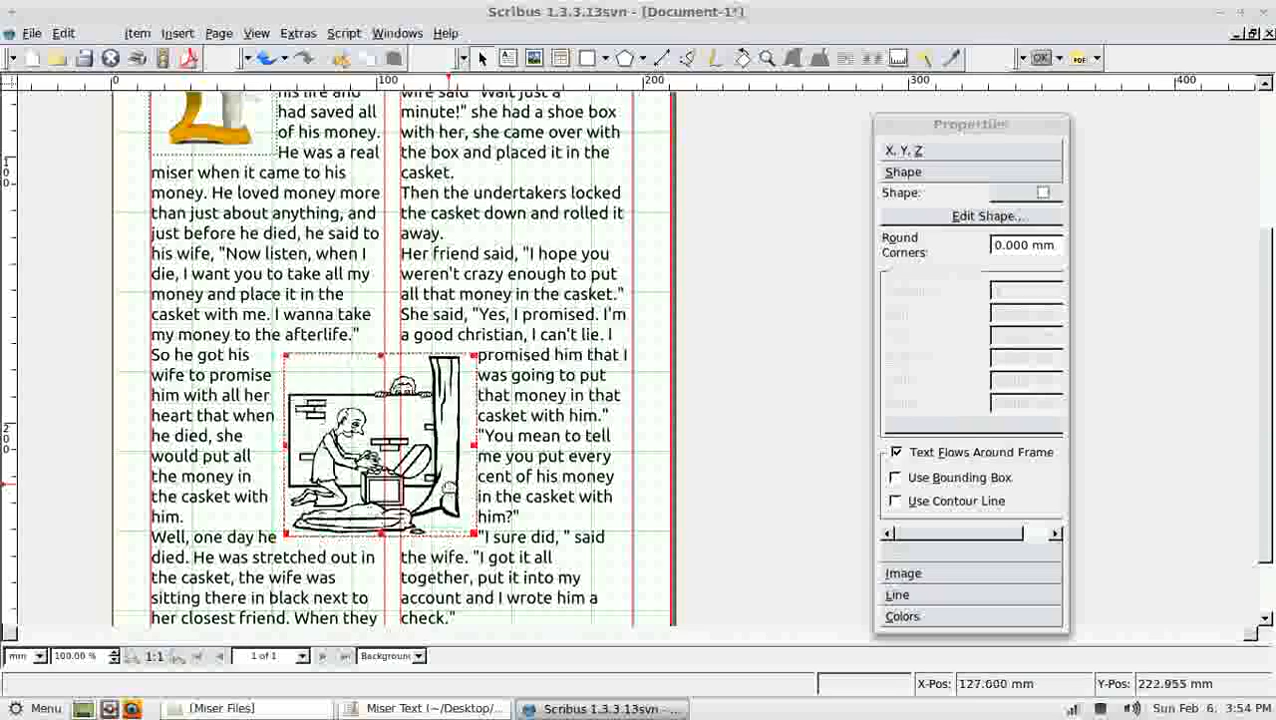 Scribus 1.3.3.13svn - [Document-1*]
File Edit Item Insert Page View Extras Script Windows Help
0 100 200 300 400
his life and
had saved all
of his money.
He was a real
miser when it came to his
money. He loved money more
than just about anything, and
just before he died, he said to
his wife, "Now listen, when I
die, I want you to take all my
money and place it in the
casket with me. I wanna take
my money to the afterlife."
So he got his
wife to promise
him with all her
heart that when
he died, she
would put all
the money in
the casket with
him.
Well, one day he
died. He was stretched out in
the casket, the wife was
sitting there in black next to
her closest friend. When they
wife said "Wait just a
minute!" she had a shoe box
with her, she came over with
the box and placed it in the
casket.
Then the undertakers locked
the casket down and rolled it
away.
Her friend said, "I hope you
weren't crazy enough to put
all that money in the casket."
She said, "Yes, I promised. I'm
a good christian, I can't lie. I
promised him that I
was going to put
that money in that
casket with him."
"You mean to tell
me you put every
cent of his money
in the casket with
him?"
"I sure did, " said
the wife. "I got it all
together, put it into my
account and I wrote him a
check."
Properties
X, Y, Z
Shape
Shape:
Edit Shape...
Round
Corners:
0.000 mm
Text Flows Around Frame
Use Bounding Box
Use Contour Line
Image
Line
Colors
mm 100.00 % 1:1 1 of 1 Background
X-Pos: 127.000 mm Y-Pos: 222.955 mm
Menu [Miser Files] Miser Text (~/Desktop/... Scribus 1.3.3.13svn - ... Sun Feb 6, 3:54 PM